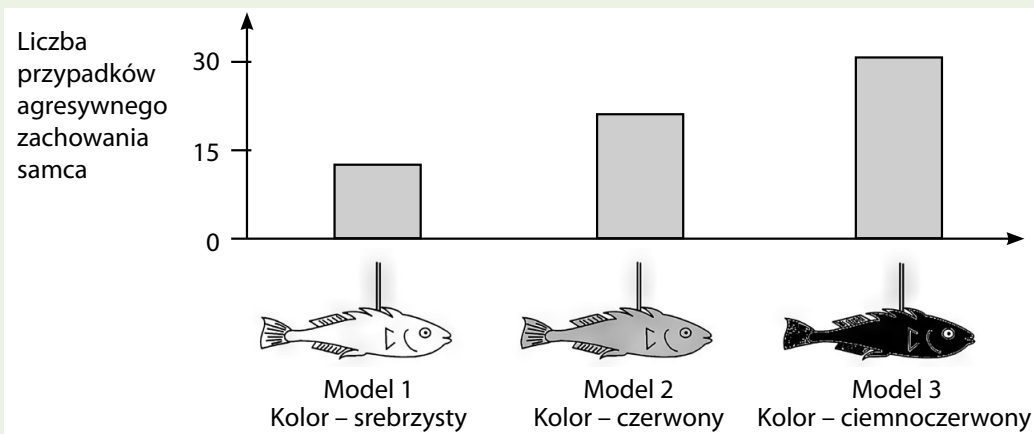 Liczba
przypadków
agresywnego
zachowania
samca
30
15
0
Model 1
Kolor – srebrzysty
Model 2
Kolor – czerwony
Model 3
Kolor – ciemnoczerwony